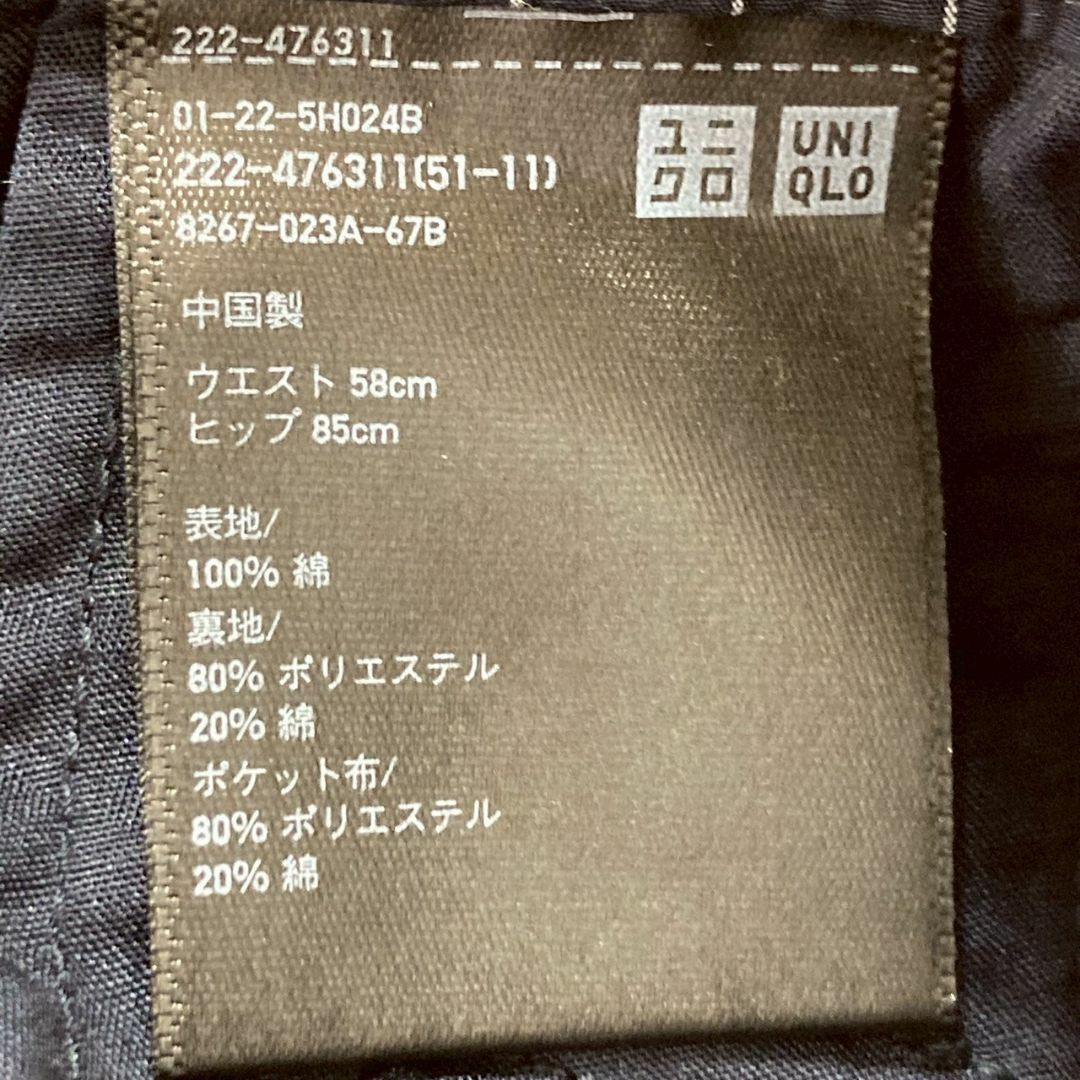 222-476311
01-22-5H024B
222-476311(51-11)
8267-023A-67B
ユニ
クロ
UNI
QLO
中国製
ウエスト 58cm
ヒップ 85cm
表地/
100% 綿
裏地/
80% ポリエステル
20% 綿
ポケット布/
80% ポリエステル
20% 綿